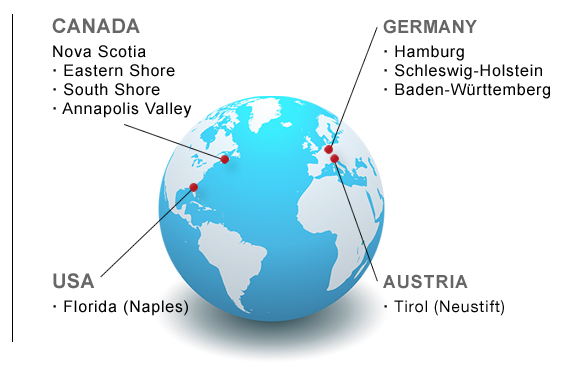 CANADA
Nova Scotia
· Eastern Shore
· South Shore
· Annapolis Valley
GERMANY
· Hamburg
· Schleswig-Holstein
· Baden-Württemberg
USA
· Florida (Naples)
AUSTRIA
· Tirol (Neustift)